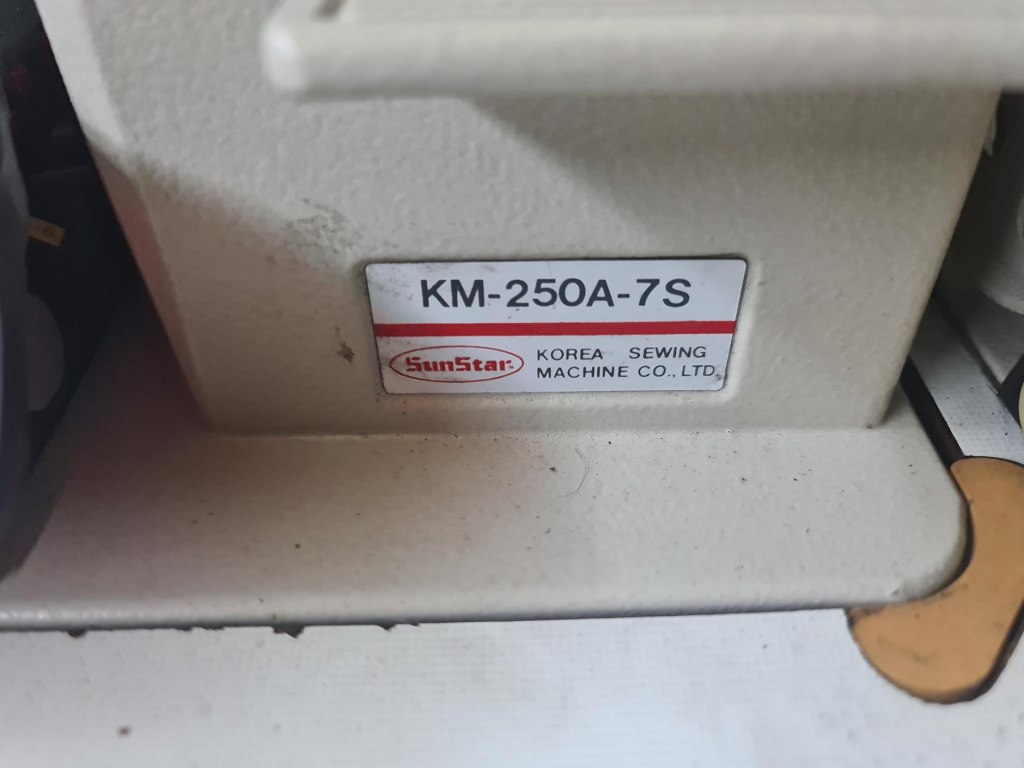 KM-250A-7S
SunStar
KOREA SEWING
MACHINE CO., LTD.